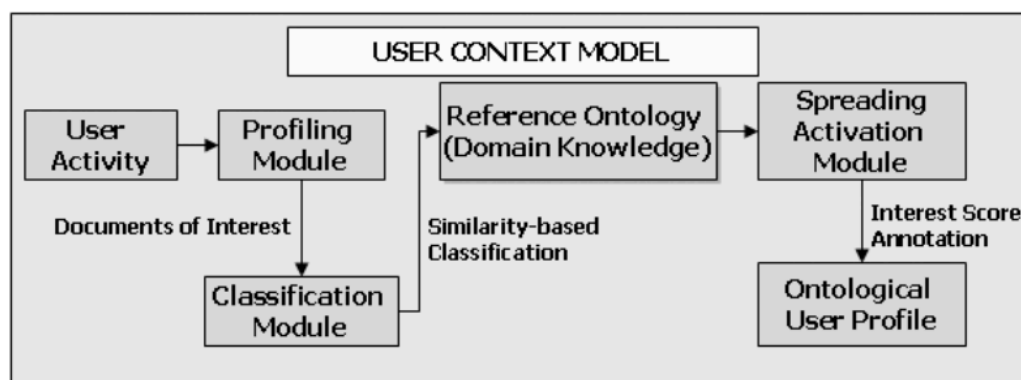 USER CONTEXT MODEL
User
Activity
Profiling
Module
Reference Ontology
(Domain Knowledge)
Spreading
Activation
Module
Documents of Interest
Similarity-based
Classification
Interest Score
Annotation
Classification
Module
Ontological
User Profile